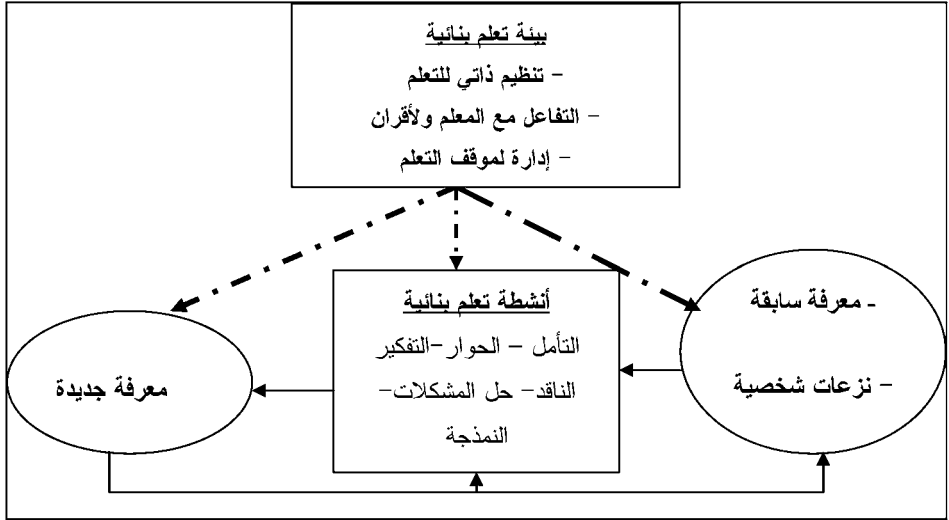 بيئة تعلم بنائية
- تنظيم ذاتي للتعلم
- التفاعل مع المعلم ولأقران
- إدارة لموقف التعلم
- معرفة سابقة
- نزعات شخصية
أنشطة تعلم بنائية
التأمل – الحوار –التفكير
الناقد– حل المشكلات–
النمذجة
معرفة جديدة